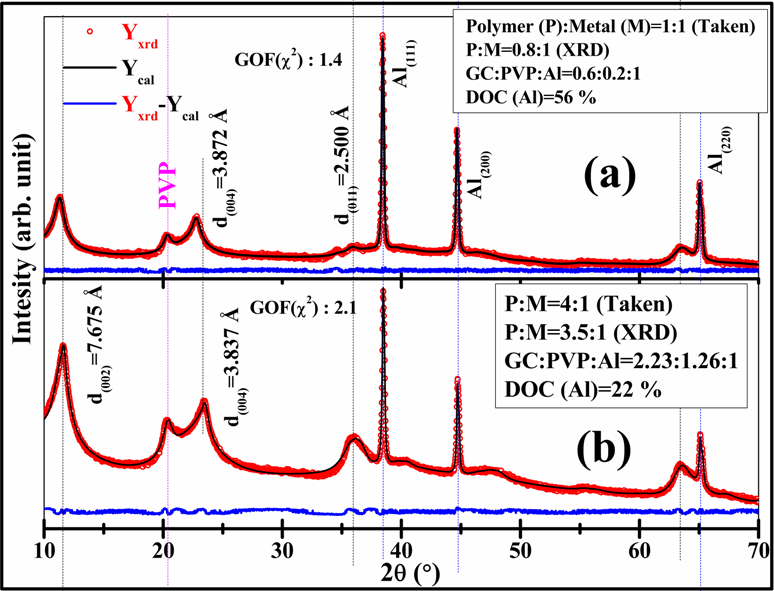 Intesity (arb. unit)
Yxrd
Ycal
Yxrd-Ycal
PVP
d(004)=3.872 Å
GOF(χ²) : 1.4
d(011)=2.500 Å
Al(111)
Al(200)
Polymer (P):Metal (M)=1:1 (Taken)
P:M=0.8:1 (XRD)
GC:PVP:Al=0.6:0.2:1
DOC (Al)=56 %
(a)
Al(220)
d(002)=7.675 Å
d(004)=3.837 Å
GOF(χ²) : 2.1
P:M=4:1 (Taken)
P:M=3.5:1 (XRD)
GC:PVP:Al=2.23:1.26:1
DOC (Al)=22 %
(b)
10 20 30 40 50 60 70
2θ (°)